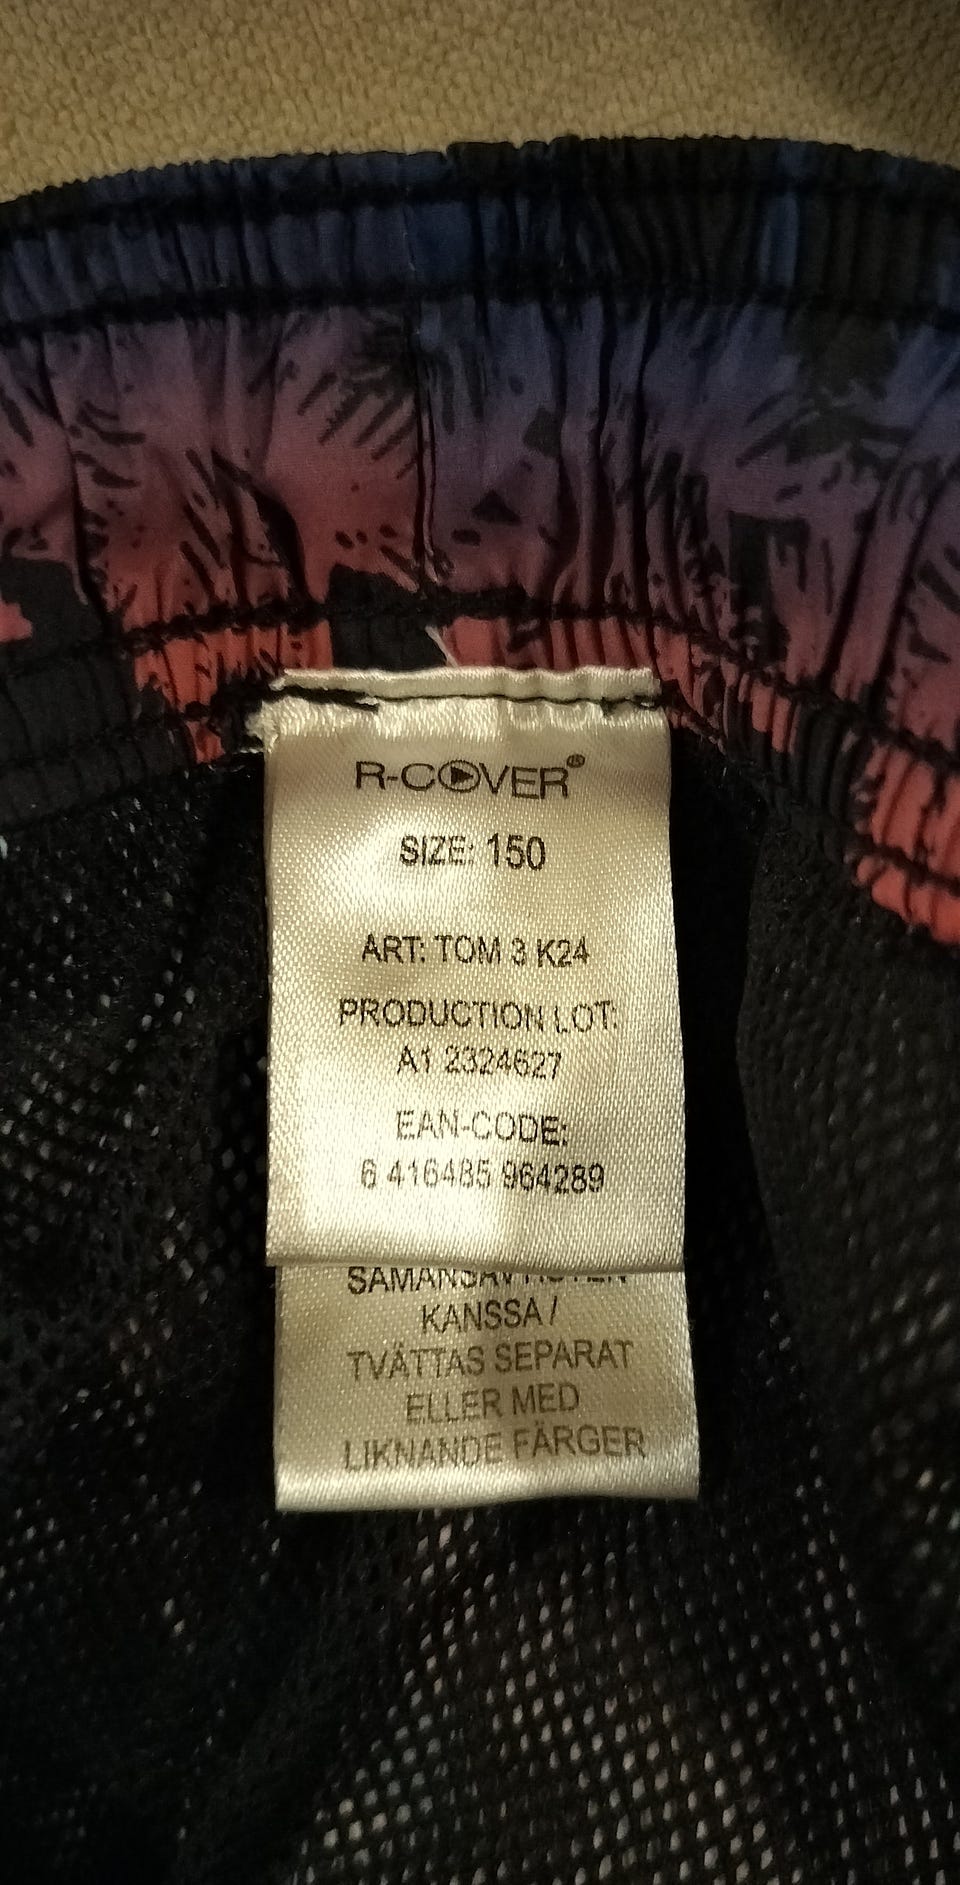 R-COVER®
SIZE: 150
ART: TOM 3 K24
PRODUCTION LOT:
A1 2324627
EAN-CODE:
6 416485 964289
KANSSA /
TVÄTTAS SEPARAT
ELLER MED
LIKNANDE FÄRGER